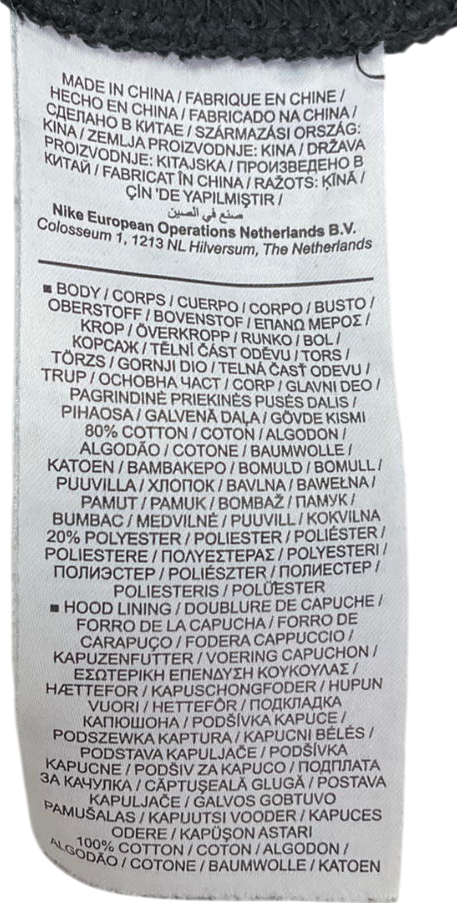 MADE IN CHINA / FABRIQUE EN CHINE /
HECHO EN CHINA / FABRICADO NA CHINA /
СДЕЛАНО В КИТАЕ / SZÁRMAZÁSI ORSZÁG:
KINA / ZEMLJA PROIZVODNJE: KINA / DRŽAVA
PROIZVODNJE: KITAJSKA / ПРОИЗВЕДЕНО В
КИТАЙ / FABRICAT ÎN CHINA / RAŽOTS: ĶĪNĀ /
ÇİN 'DE YAPILMIŞTIR /
صنع في الصين
Nike European Operations Netherlands B.V.
Colosseum 1, 1213 NL Hilversum, The Netherlands
■ BODY / CORPS / CUERPO / CORPO / BUSTO /
OBERSTOFF / BOVENSTOF / ΕΠΑΝΩ ΜΕΡΟΣ /
KROP / ÖVERKROPP / RUNKO / BOL /
КОРСАЖ / TĚLNÍ ČÁST ODĚVU / TORS /
TÖRZS / GORNJI DIO / TELNÁ ČASŤ ODEVU /
TRUP / ОСНОВНА ЧАСТ / CORP / GLAVNI DEO /
PAGRINDINĖ PRIEKINĖS PUSĖS DALIS /
PIHAOSA / GALVENĀ DAĻA / GÖVDE KISMI
80% COTTON / COTON / ALGODON /
ALGODÃO / COTONE / BAUMWOLLE /
KATOEN / ΒΑΜΒΑΚΕΡΟ / BOMULD / BOMULL /
PUUVILLA / ХЛОПОК / BAVLNA / BAWEŁNA /
PAMUT / PAMUK / BOMBAŽ / ПАМУК /
BUMBAC / MEDVILNĖ / PUUVILL / KOKVILNA
20% POLYESTER / POLIESTER / POLIÉSTER /
POLIESTERE / ΠΟΛΥΕΣΤΕΡΑΣ / POLYESTERI /
ПОЛИЭСТЕР / POLIÉSZTER / ПОЛИЕСТЕР /
POLIESTERIS / POLÜESTER
■ HOOD LINING / DOUBLURE DE CAPUCHE /
FORRO DE LA CAPUCHA / FORRO DE
CARAPUÇO / FODERA CAPPUCCIO /
KAPUZENFUTTER / VOERING CAPUCHON /
ΕΣΩΤΕΡΙΚΗ ΕΠΕΝΔΥΣΗ ΚΟΥΚΟΥΛΑΣ /
HÆTTEFOR / KAPUSCHONGFODER / HUPUN
VUORI / HETTEFÔR / ПОДКЛАДКА
КАПЮШОНА / PODŠÍVKA KAPUCE /
PODSZEWKA KAPTURA / KAPUCNI BÉLÉS /
PODSTAVA KAPULJAČE / PODŠÍVKA
KAPUCNE / PODŠIV ZA KAPUCO / ПОДПЛАТА
ЗА КАЧУЛКА / CĂPTUŞEALĂ GLUGĂ / POSTAVA
KAPULJAČE / GALVOS GOBTUVO
PAMUŠALAS / KAPUUTSI VOODER / KAPUCES
ODERE / KAPÜŞON ASTARI
100% COTTON / COTON / ALGODON /
ALGODÃO / COTONE / BAUMWOLLE / KATOEN